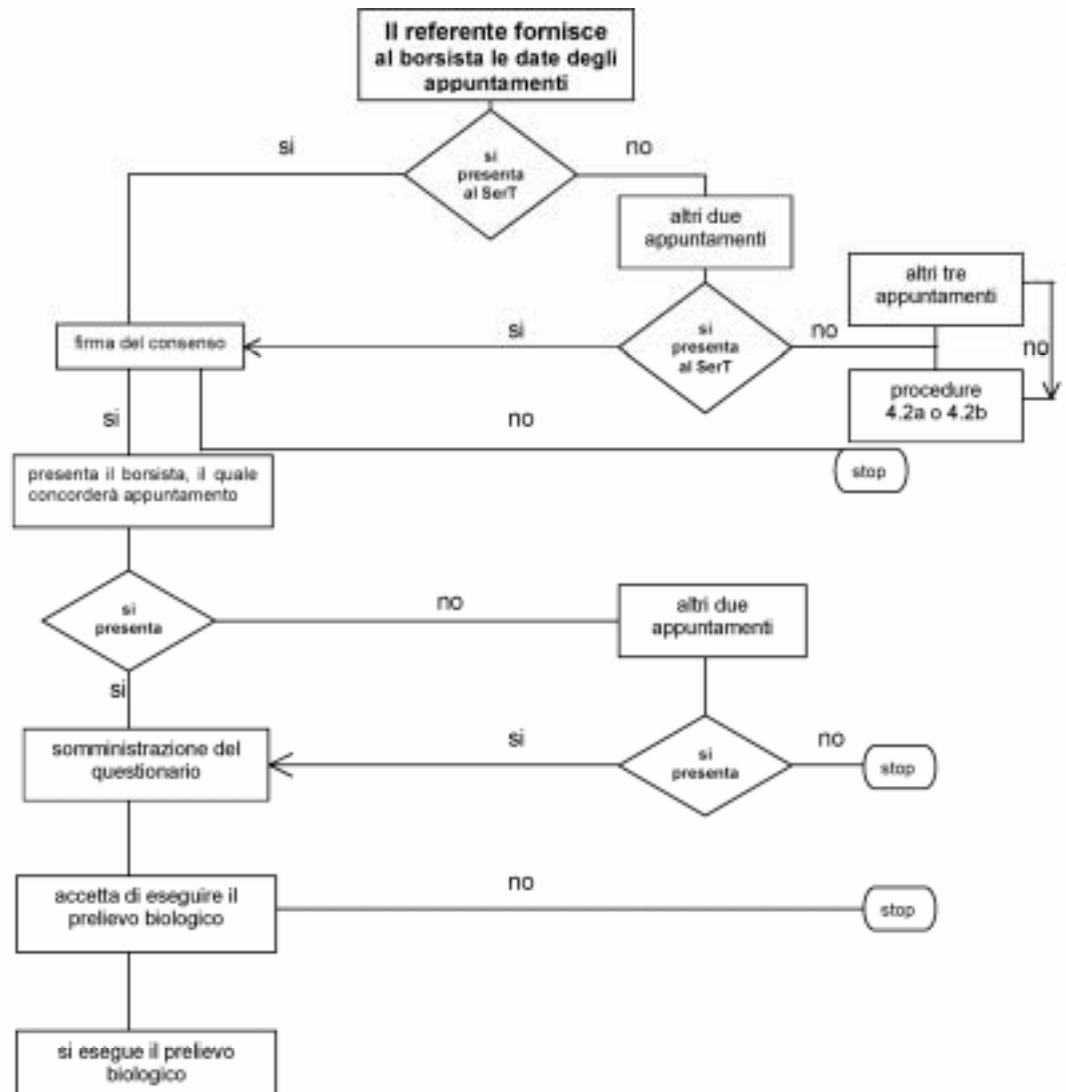 Il referente fornisce
al borsista le date degli
appuntamenti
si
si
presenta
al SerT
no
altri due
appuntamenti
altri tre
appuntamenti
firma del consenso
si
si
presenta
al SerT
no
no
procedure
4.2a o 4.2b
si
no
stop
presenta il borsista, il quale
concorderà appuntamento
si
presenta
no
altri due
appuntamenti
si
somministrazione del
questionario
si
si
presenta
no
stop
accetta di eseguire il
prelievo biologico
no
stop
si esegue il prelievo
biologico